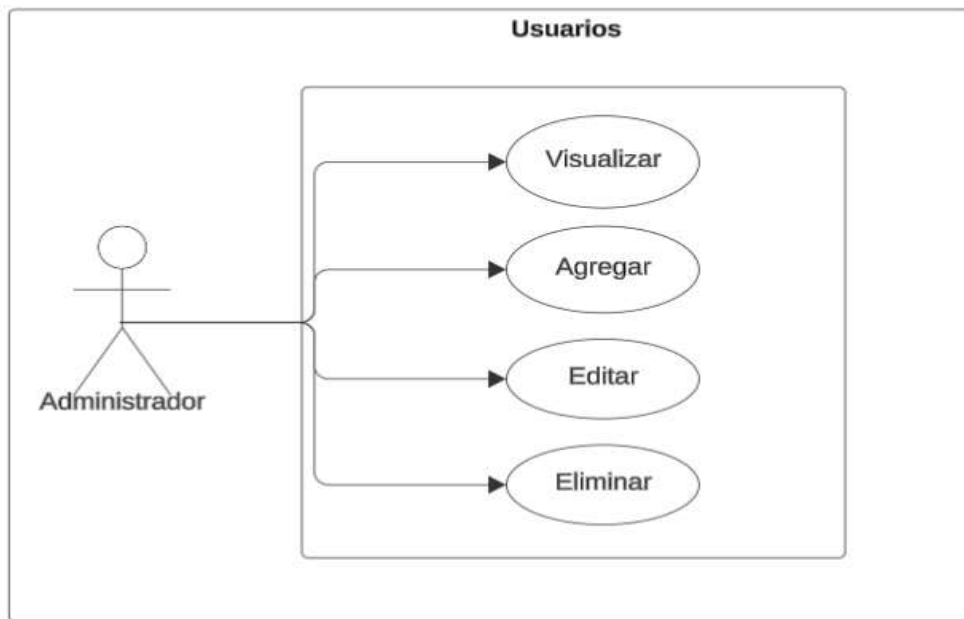 Usuarios
Visualizar
Agregar
Editar
Administrador
Eliminar